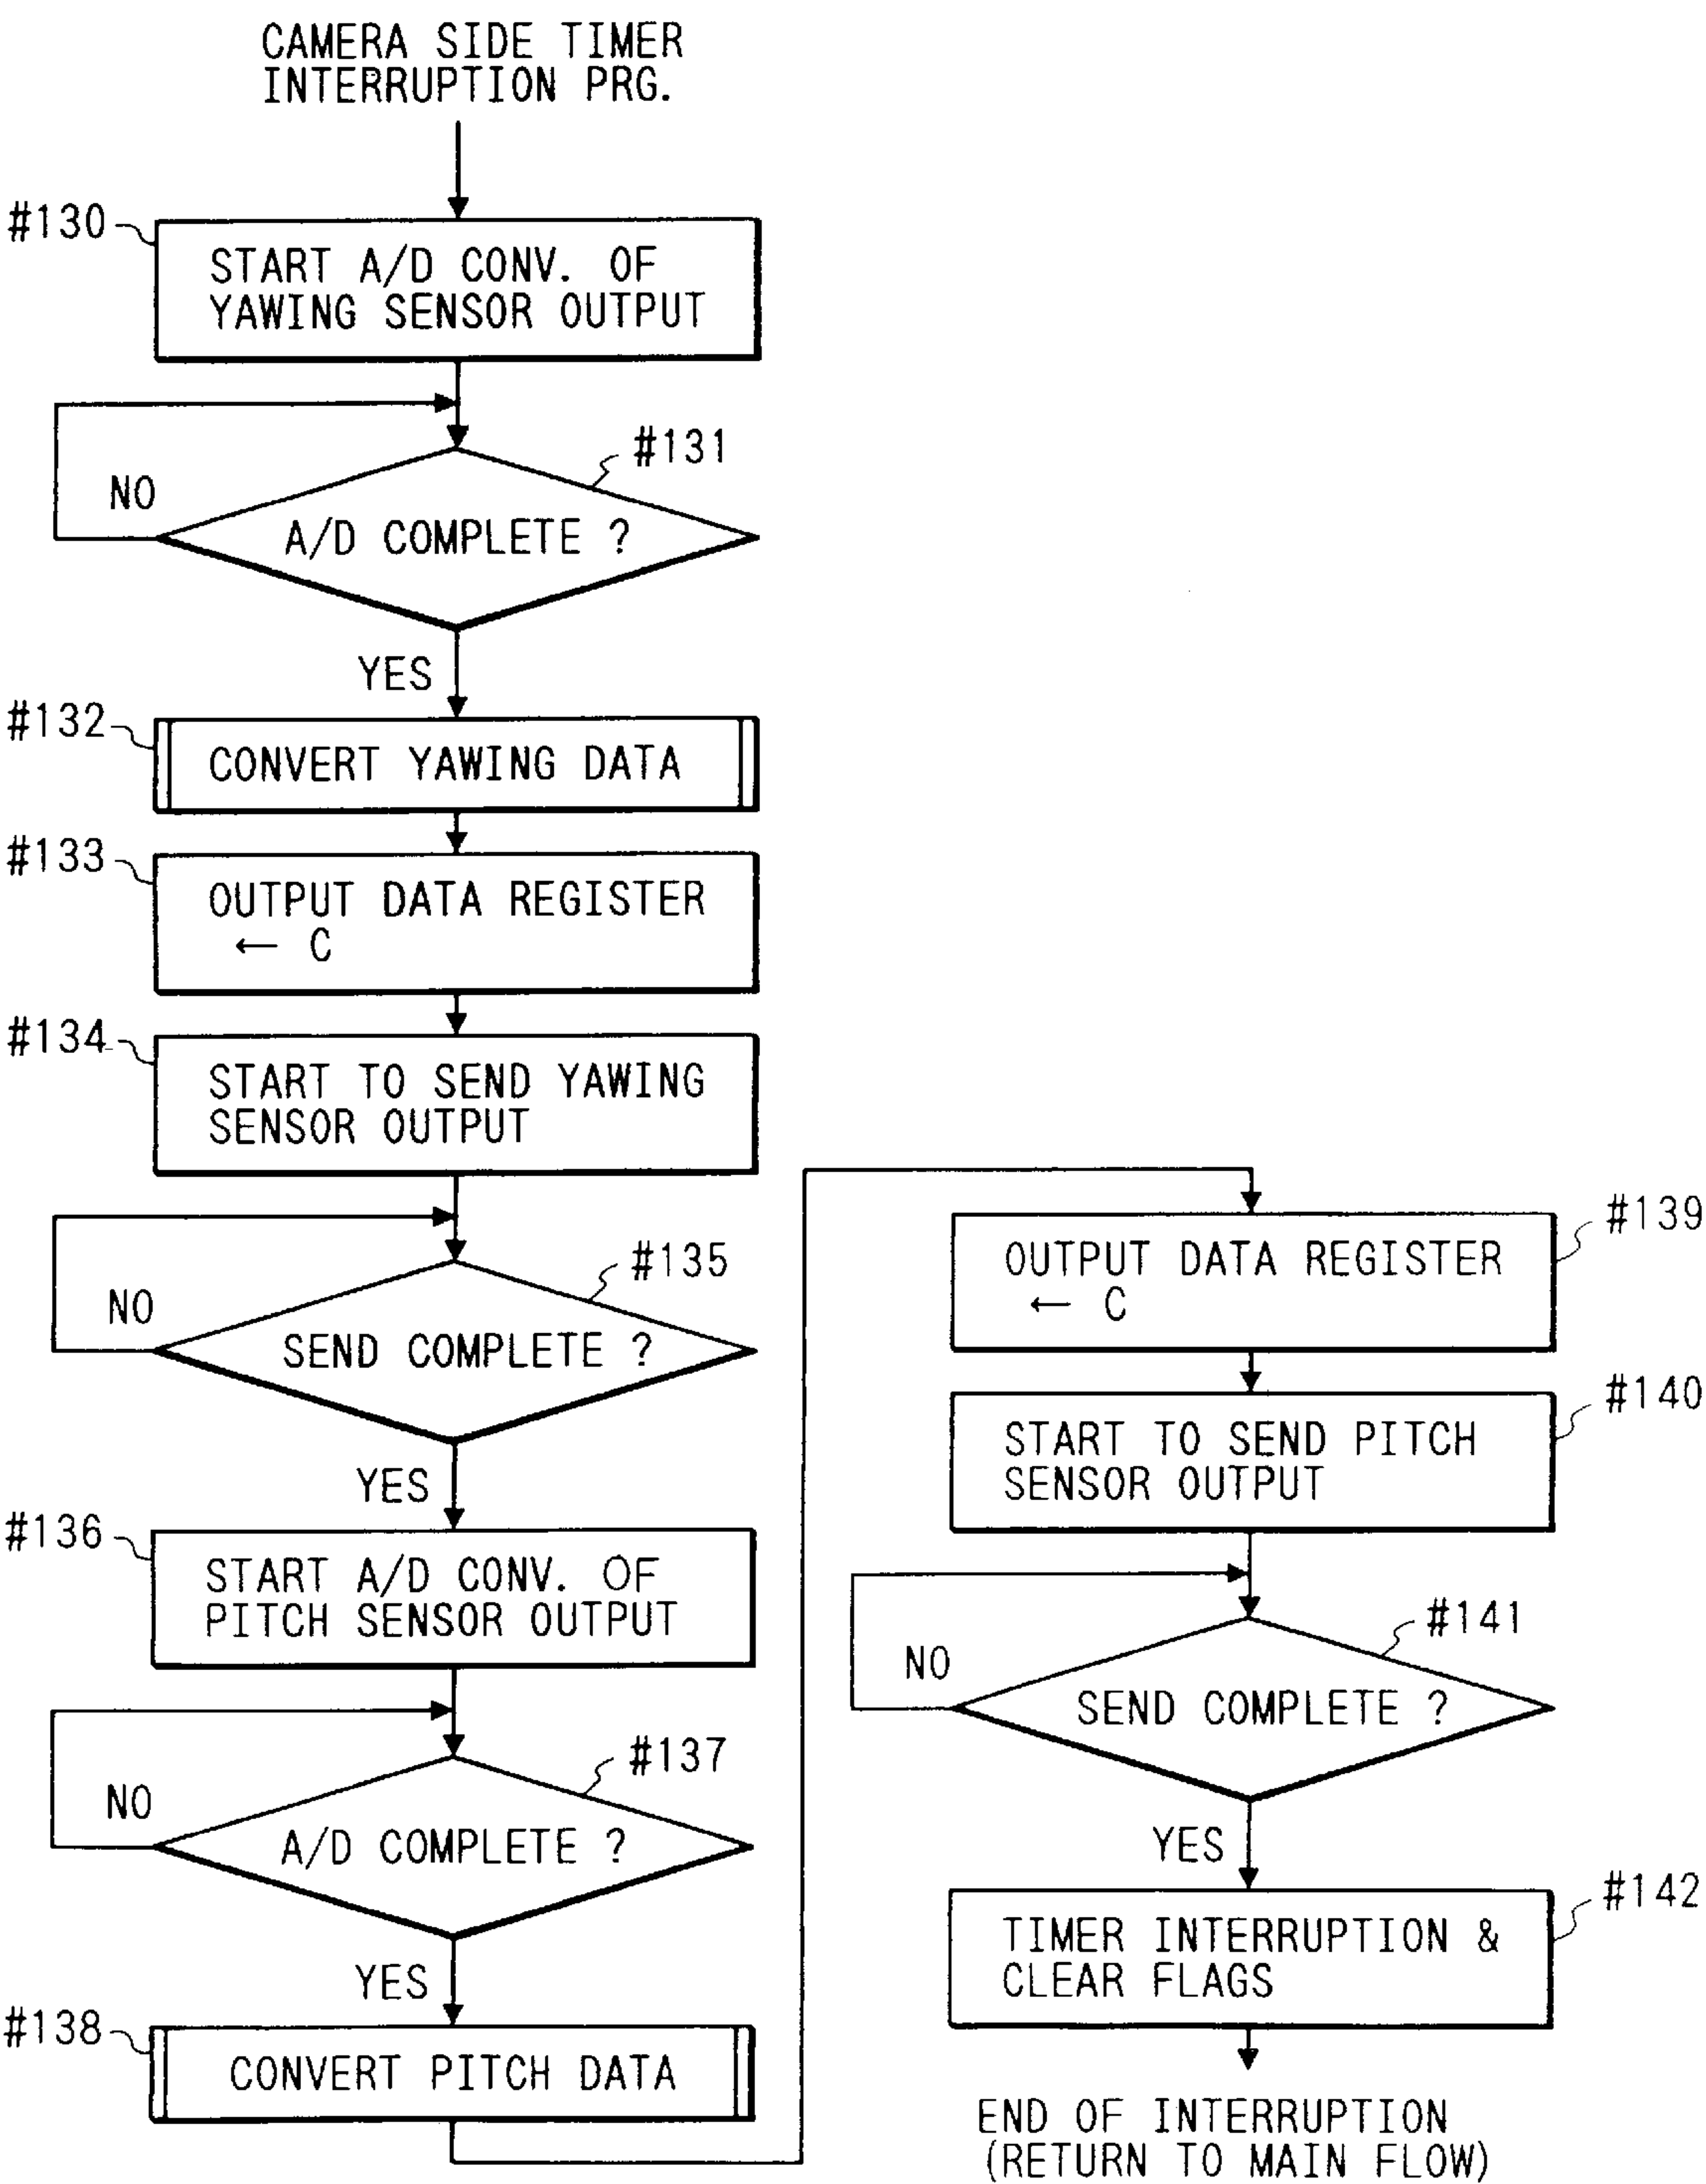 CAMERA SIDE TIMER
INTERRUPTION PRG.
#130
START A/D CONV. OF
YAWING SENSOR OUTPUT
#131
NO
A/D COMPLETE ?
YES
#132
CONVERT YAWING DATA
#133
OUTPUT DATA REGISTER
← C
#134
START TO SEND YAWING
SENSOR OUTPUT
#135
NO
SEND COMPLETE ?
YES
#136
START A/D CONV. OF
PITCH SENSOR OUTPUT
#137
NO
A/D COMPLETE ?
YES
#138
CONVERT PITCH DATA
#139
OUTPUT DATA REGISTER
← C
#140
START TO SEND PITCH
SENSOR OUTPUT
#141
NO
SEND COMPLETE ?
YES
#142
TIMER INTERRUPTION &
CLEAR FLAGS
END OF INTERRUPTION
(RETURN TO MAIN FLOW)